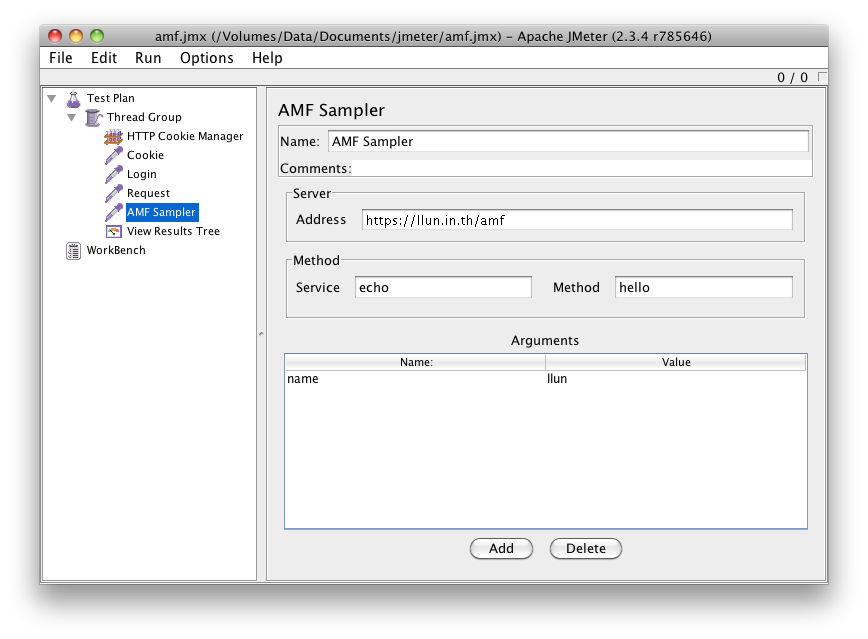 amf.jmx (/Volumes/Data/Documents/jmeter/amf.jmx) – Apache JMeter (2.3.4 r785646)
File Edit Run Options Help
0 / 0
Test Plan
Thread Group
HTTP Cookie Manager
Cookie
Login
Request
AMF Sampler
View Results Tree
WorkBench
AMF Sampler
Name: AMF Sampler
Comments:
Server
Address https://llun.in.th/amf
Method
Service echo Method hello
Arguments
Name: Value
name llun
Add Delete